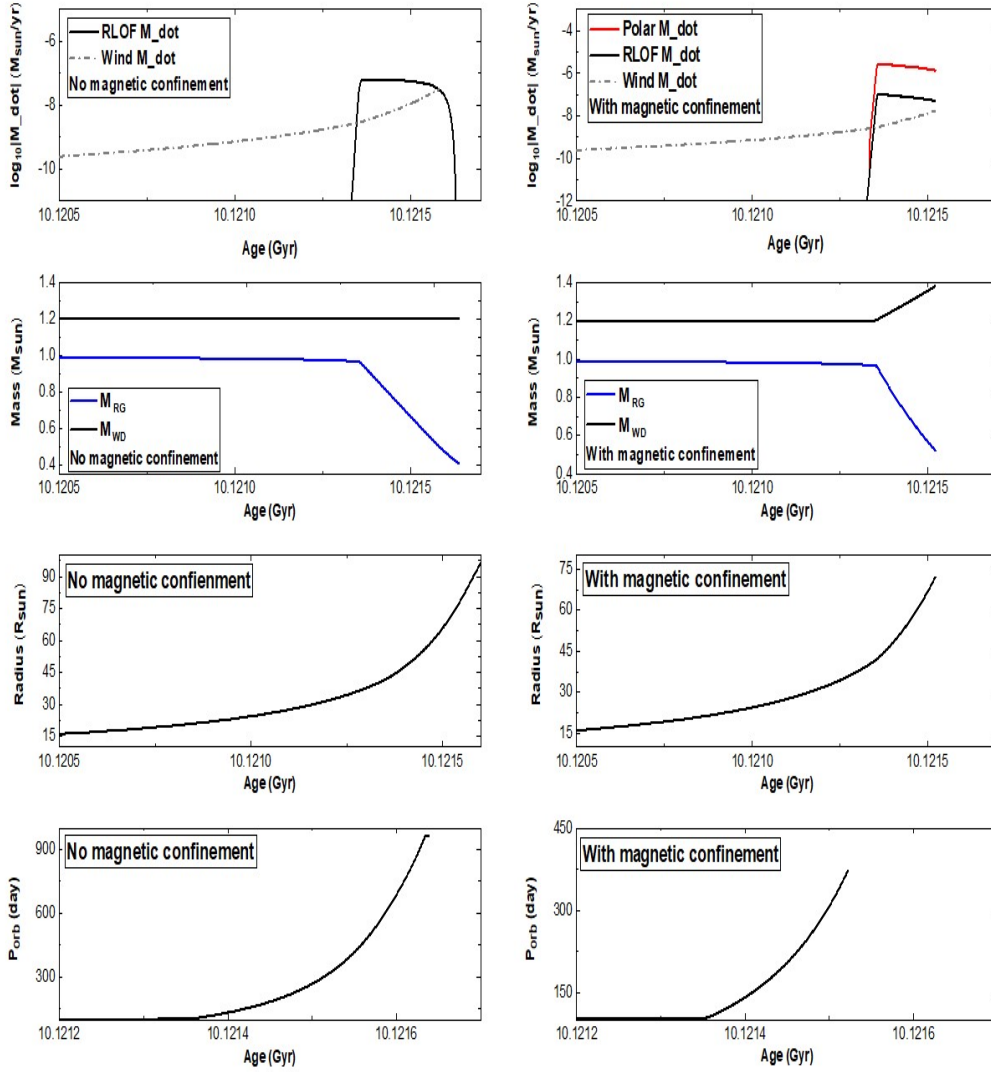 log10|M_dot| (Msun/yr)
-6
-8
-10
RLOF M_dot
Wind M_dot
No magnetic confinement
10.1205
10.1210
10.1215
Age (Gyr)
log10|M_dot| (Msun/yr)
-4
-6
-8
-10
-12
Polar M_dot
RLOF M_dot
Wind M_dot
With magnetic confinement
10.1205
10.1210
10.1215
Age (Gyr)
Mass (Msun)
1.4
1.2
1.0
0.8
0.6
0.4
MRG
MWD
No magnetic confinement
10.1205
10.1210
10.1215
Age (Gyr)
Mass (Msun)
1.4
1.2
1.0
0.8
0.6
0.4
MRG
MWD
With magnetic confinement
10.1205
10.1210
10.1215
Age (Gyr)
Radius (Rsun)
90
75
60
45
30
15
No magnetic confienment
10.1205
10.1210
10.1215
Age (Gyr)
Radius (Rsun)
75
60
45
30
15
With magnetic confinement
10.1205
10.1210
10.1215
Age (Gyr)
Porb (day)
900
600
300
No magnetic confinement
10.1212
10.1214
10.1216
Age (Gyr)
Porb (day)
450
300
150
With magnetic confinement
10.1212
10.1214
10.1216
Age (Gyr)